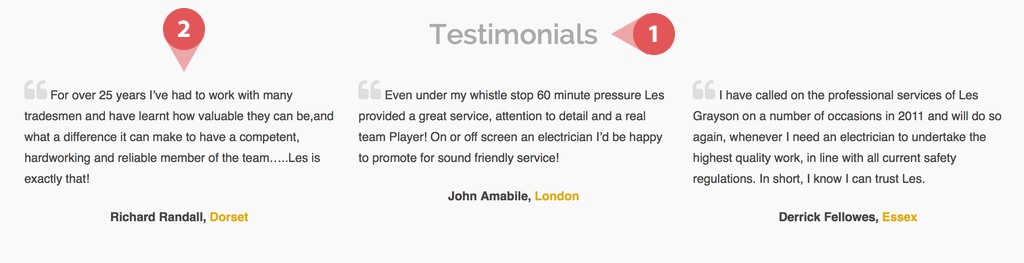 2
Testimonials
1
For over 25 years I've had to work with many
tradesmen and have learnt how valuable they can be,and
what a difference it can make to have a competent,
hardworking and reliable member of the team…..Les is
exactly that!
Richard Randall, Dorset
Even under my whistle stop 60 minute pressure Les
provided a great service, attention to detail and a real
team Player! On or off screen an electrician I'd be happy
to promote for sound friendly service!
John Amabile, London
I have called on the professional services of Les
Grayson on a number of occasions in 2011 and will do so
again, whenever I need an electrician to undertake the
highest quality work, in line with all current safety
regulations. In short, I know I can trust Les.
Derrick Fellowes, Essex